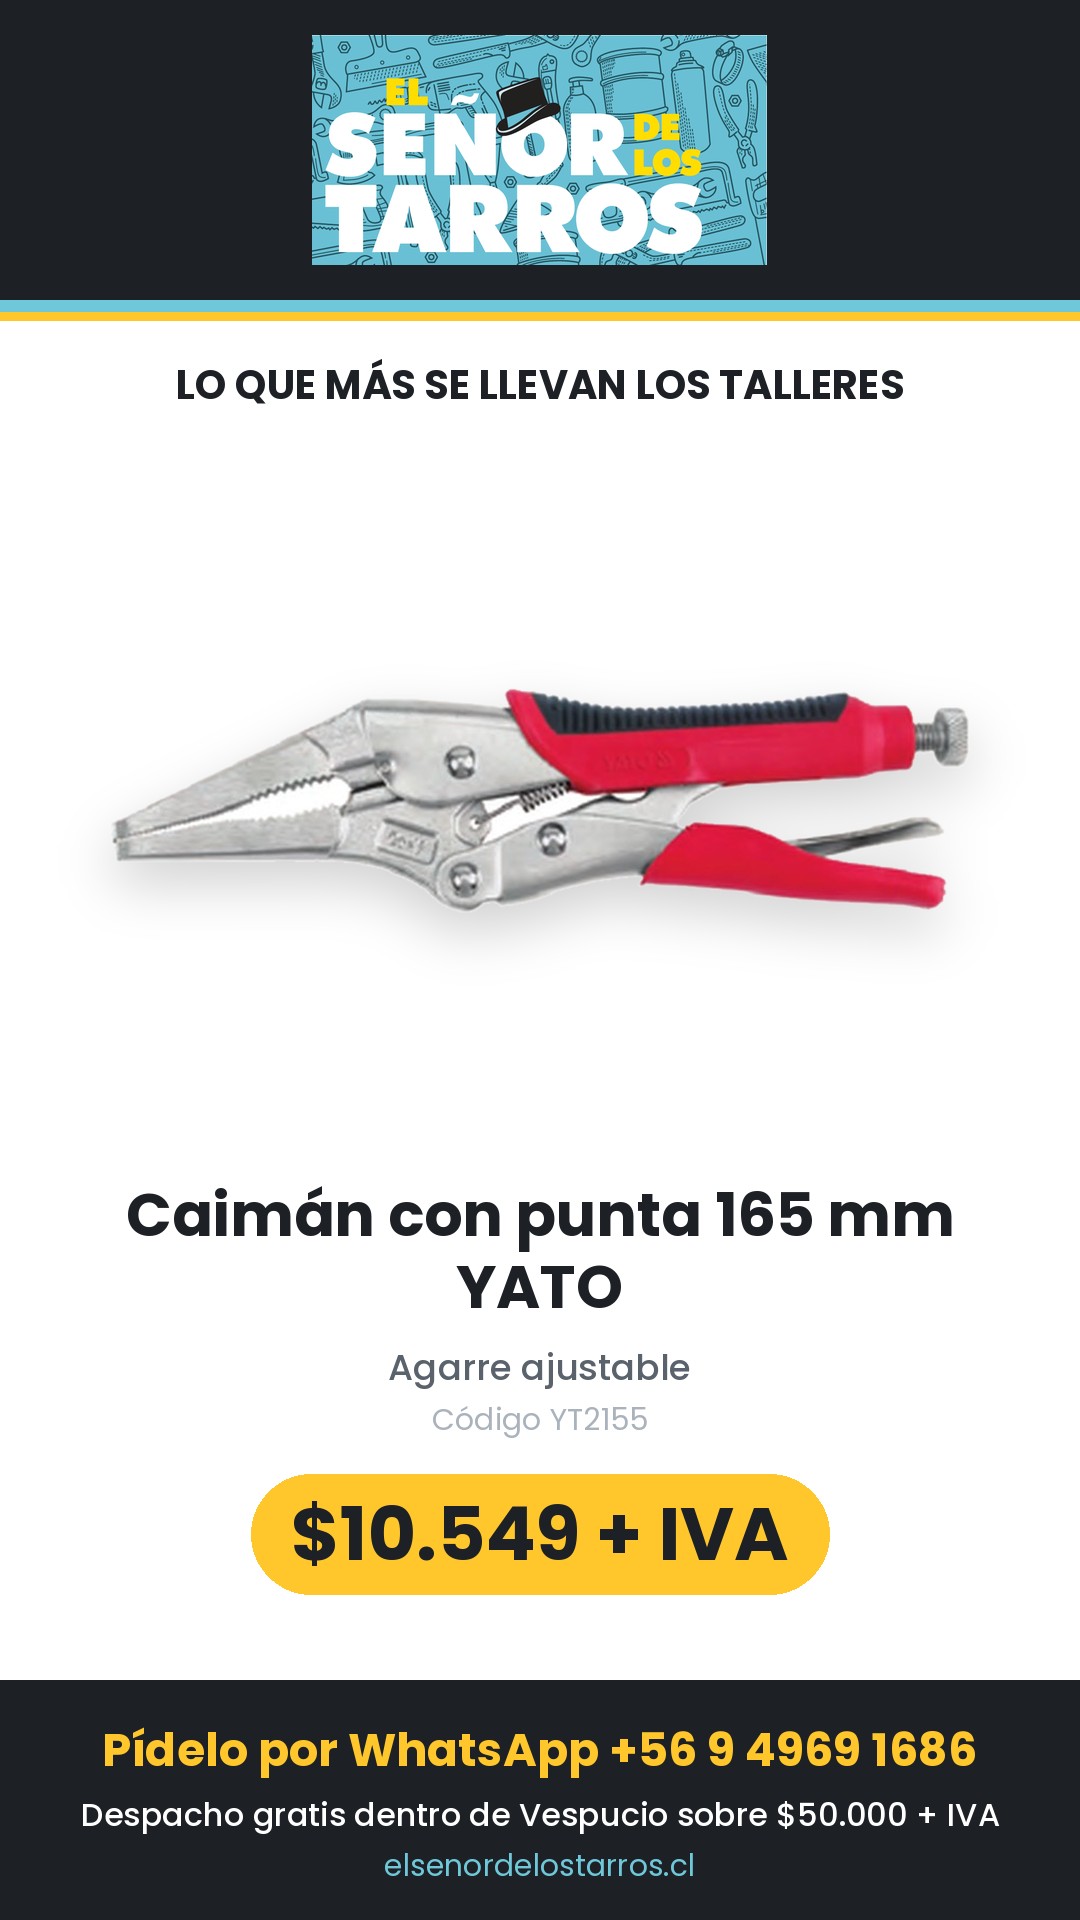 EL
SEÑOR DE LOS
TARROS
LO QUE MÁS SE LLEVAN LOS TALLERES
Caimán con punta 165 mm
YATO
Agarre ajustable
Código YT2155
$10.549 + IVA
Pídelo por WhatsApp +56 9 4969 1686
Despacho gratis dentro de Vespucio sobre $50.000 + IVA
elsenordelostarros.cl